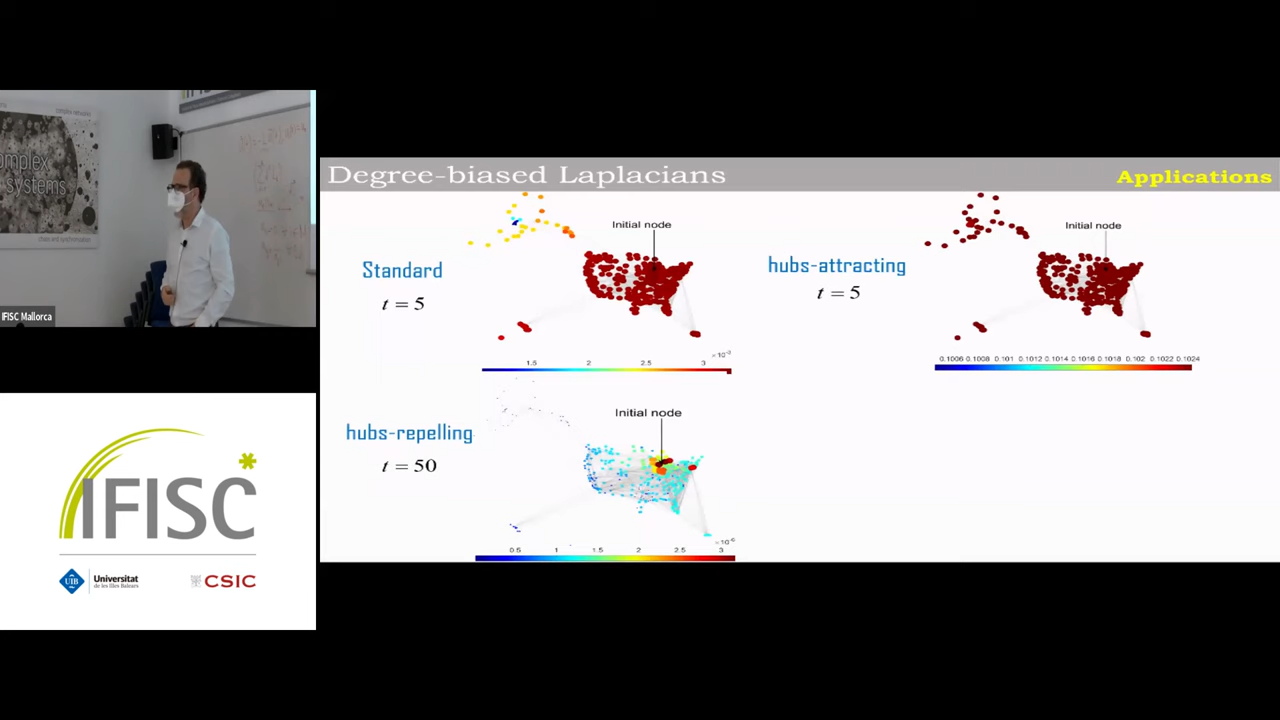 complex
systems
IFISC Mallorca
IFISC
UIB
Universitat
de les Illes Balears
CSIC
Degree-biased Laplacians
Applications
Initial node
Standard
t = 5
1.5 2 2.5 3
Initial node
hubs-attracting
t = 5
0.1006 0.1008 0.101 0.1012 0.1014 0.1016 0.1018 0.102 0.1022 0.1024
Initial node
hubs-repelling
t = 50
0.5 1 1.5 2 2.5 3